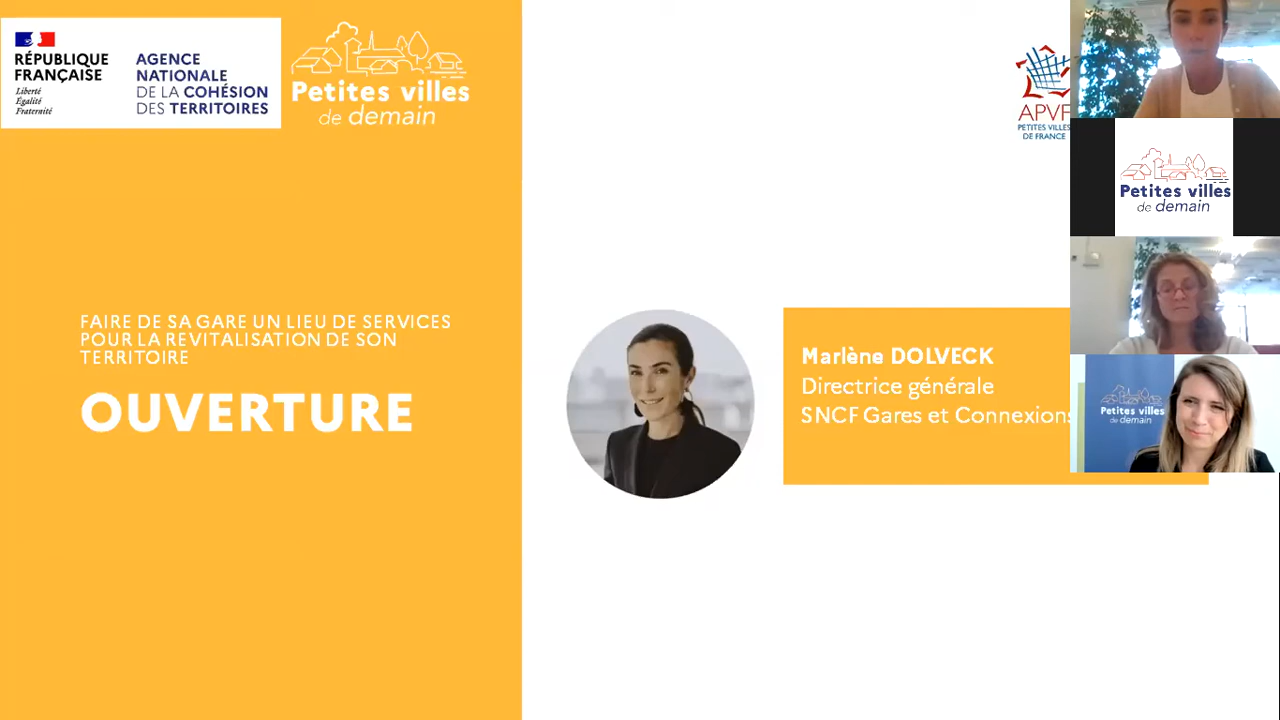 RÉPUBLIQUE
FRANÇAISE
Liberté
Égalité
Fraternité
AGENCE
NATIONALE
DE LA COHÉSION
DES TERRITOIRES
Petites villes
de demain
FAIRE DE SA GARE UN LIEU DE SERVICES
POUR LA REVITALISATION DE SON
TERRITOIRE
OUVERTURE
Marlène DOLVECK
Directrice générale
SNCF Gares et Connexions
APVF
PETITES VILLES
DE FRANCE
Petites villes
de demain
Petites villes
de demain